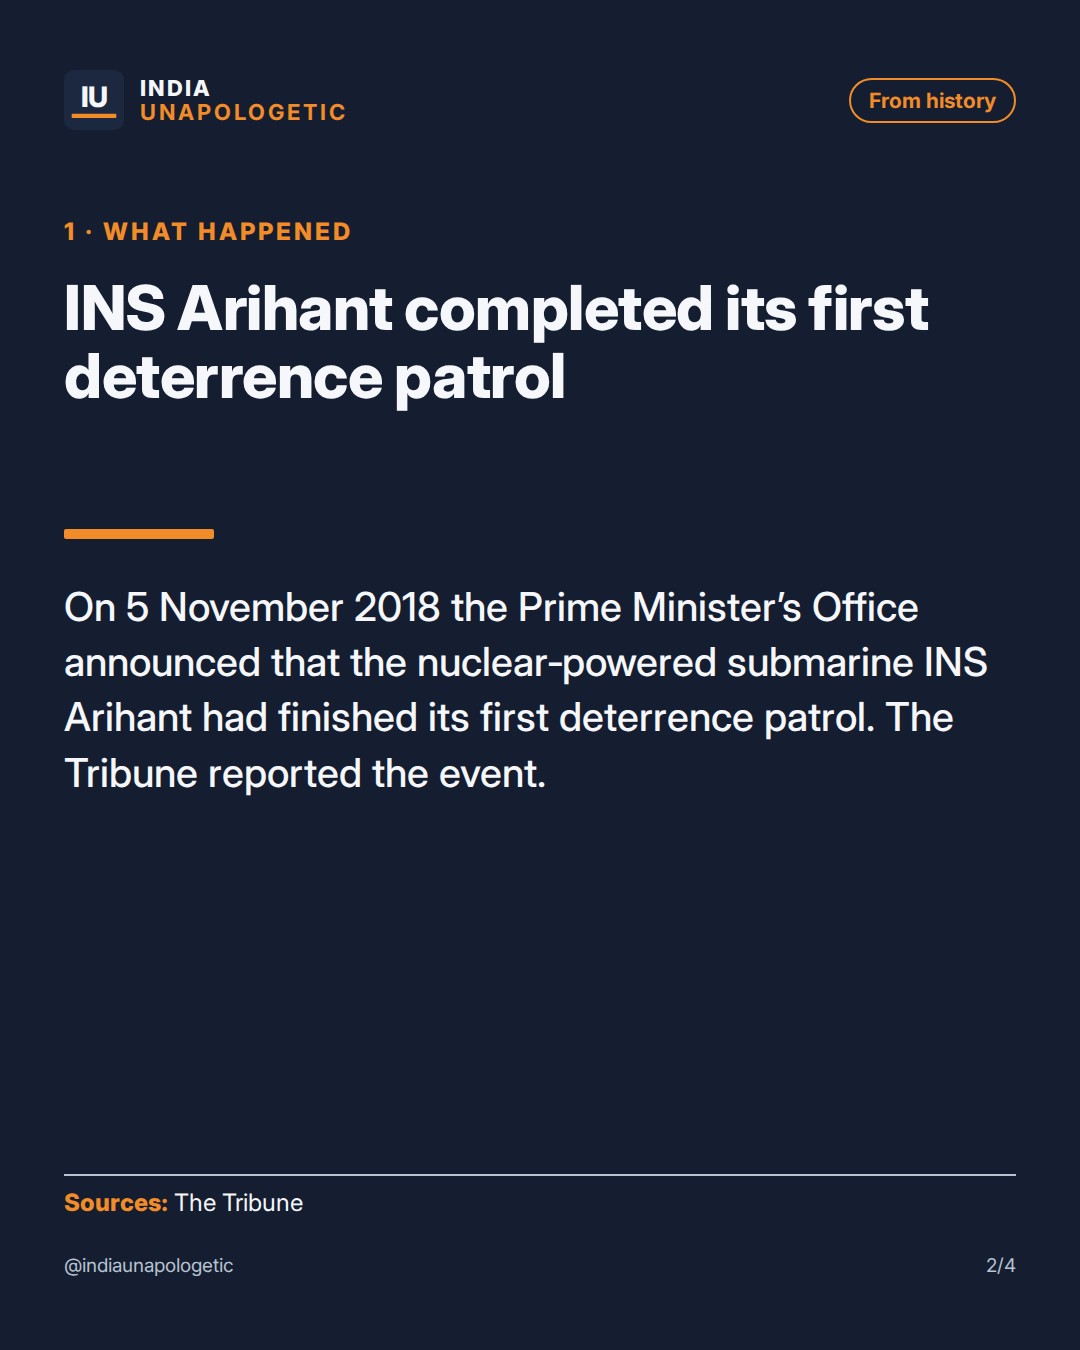 IU
INDIA
UNAPOLOGETIC
From history
1 · WHAT HAPPENED
INS Arihant completed its first
deterrence patrol
On 5 November 2018 the Prime Minister’s Office
announced that the nuclear-powered submarine INS
Arihant had finished its first deterrence patrol. The
Tribune reported the event.
Sources: The Tribune
@indiaunapologetic
2/4